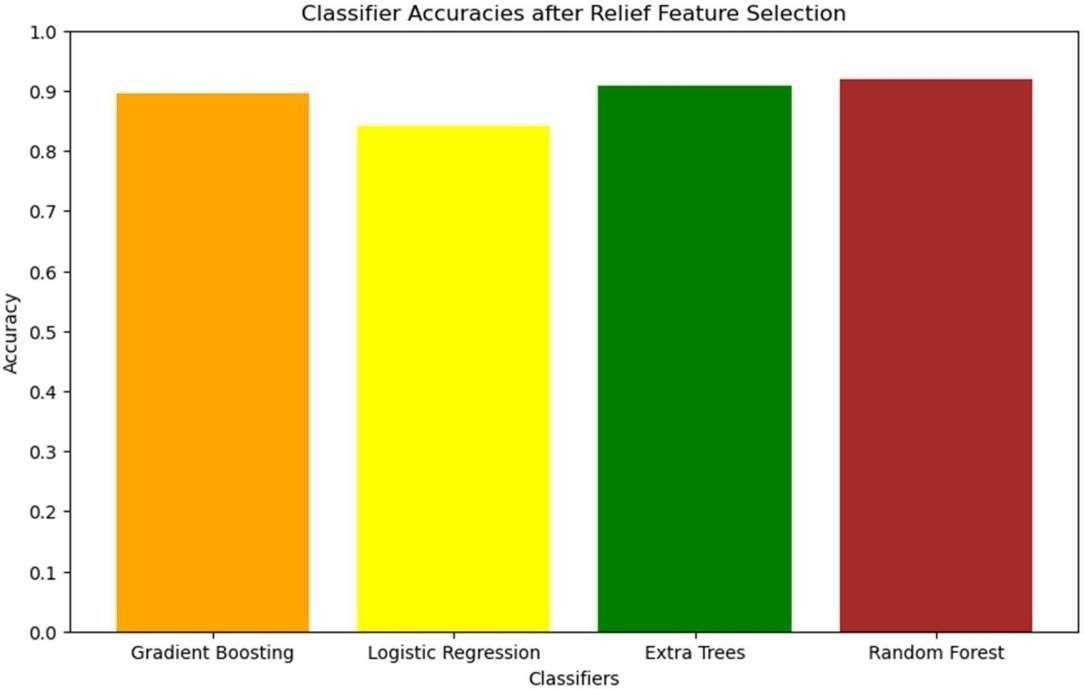 Classifier Accuracies after Relief Feature Selection
1.0
0.9
0.8
0.7
0.6
0.5
0.4
0.3
0.2
0.1
0.0
Accuracy
Gradient Boosting
Logistic Regression
Extra Trees
Random Forest
Classifiers